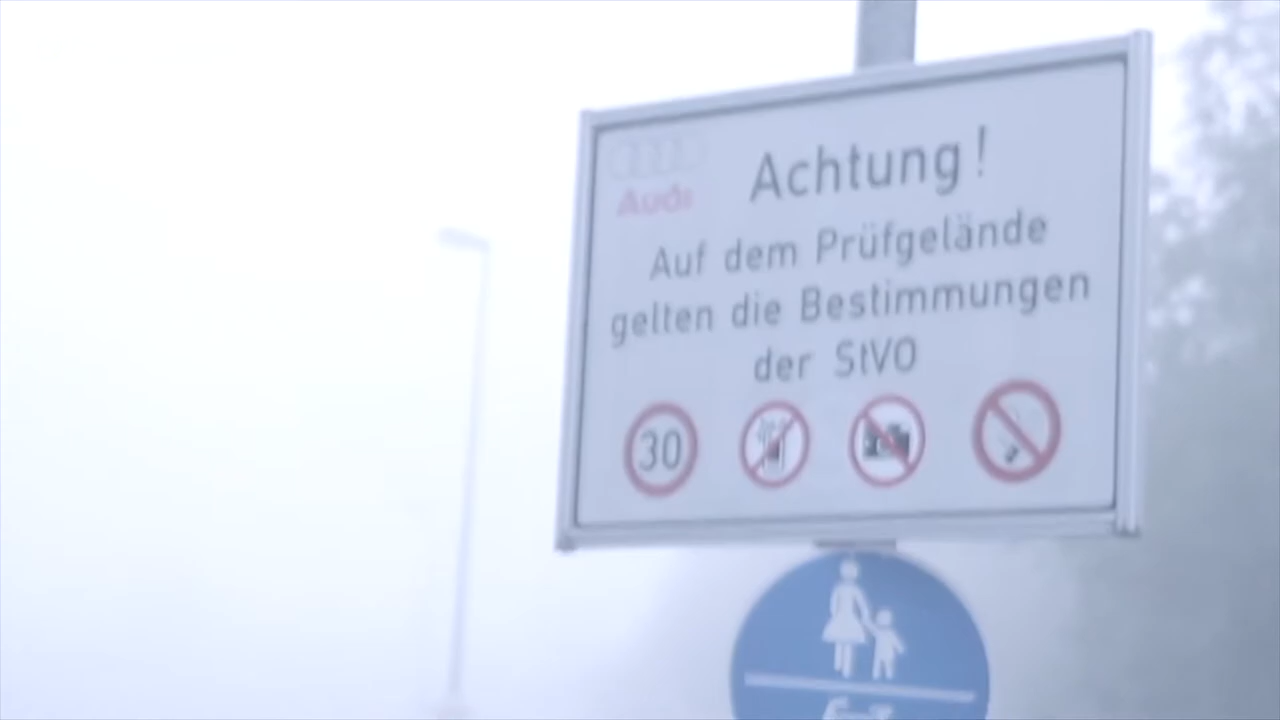 Audi
Achtung!
Auf dem Prüfgelände
gelten die Bestimmungen
der StVO
30